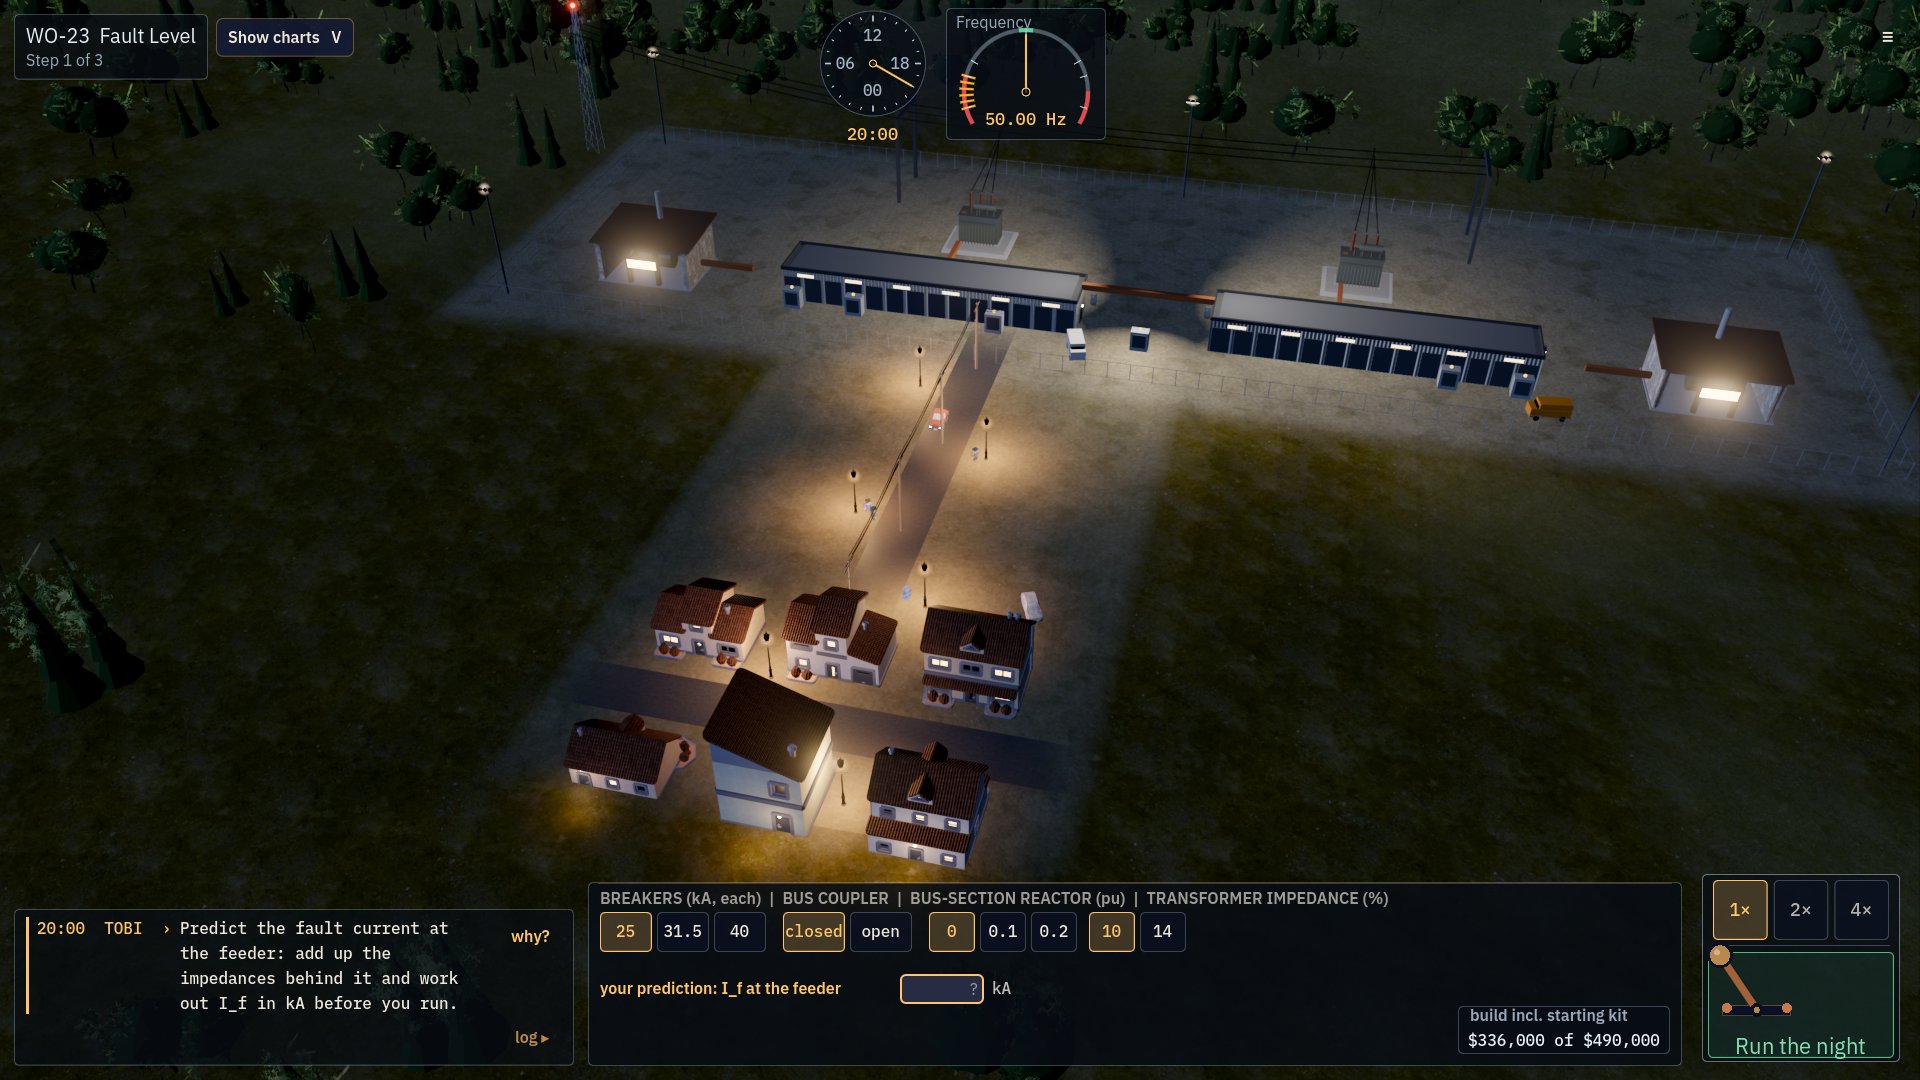 WO-23 Fault Level
Step 1 of 3
Show charts V
12
06 18
00
20:00
Frequency
50.00 Hz
≡
20:00 TOBI › Predict the fault current at
the feeder: add up the
impedances behind it and work
out I_f in kA before you run.
why?
log ▸
BREAKERS (kA, each) | BUS COUPLER | BUS-SECTION REACTOR (pu) | TRANSFORMER IMPEDANCE (%)
25 31.5 40 closed open 0 0.1 0.2 10 14
your prediction: I_f at the feeder ? kA
build incl. starting kit
$336,000 of $490,000
1× 2× 4×
Run the night